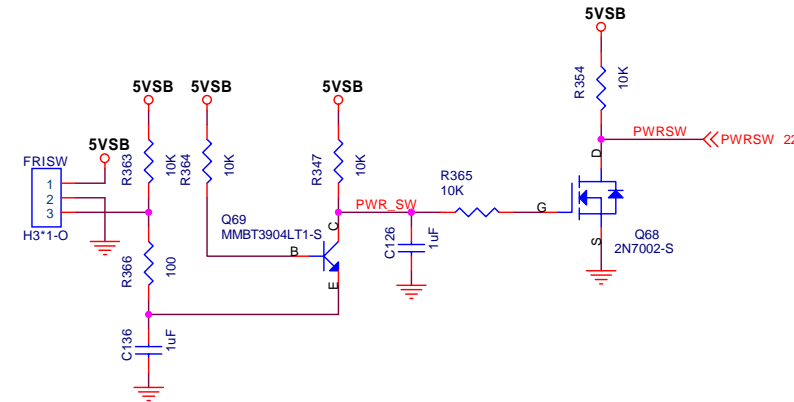 5VSB
R354
10K
PWRSW
PWRSW 22
D
G
S
Q68
2N7002-S
5VSB
5VSB
5VSB
5VSB
FRISW
1
2
3
H3*1-O
R363
10K
R364
10K
R347
10K
R366
100
Q69
MMBT3904LT1-S
B
C
E
PWR_SW
R365
10K
C126
1uF
C136
1uF